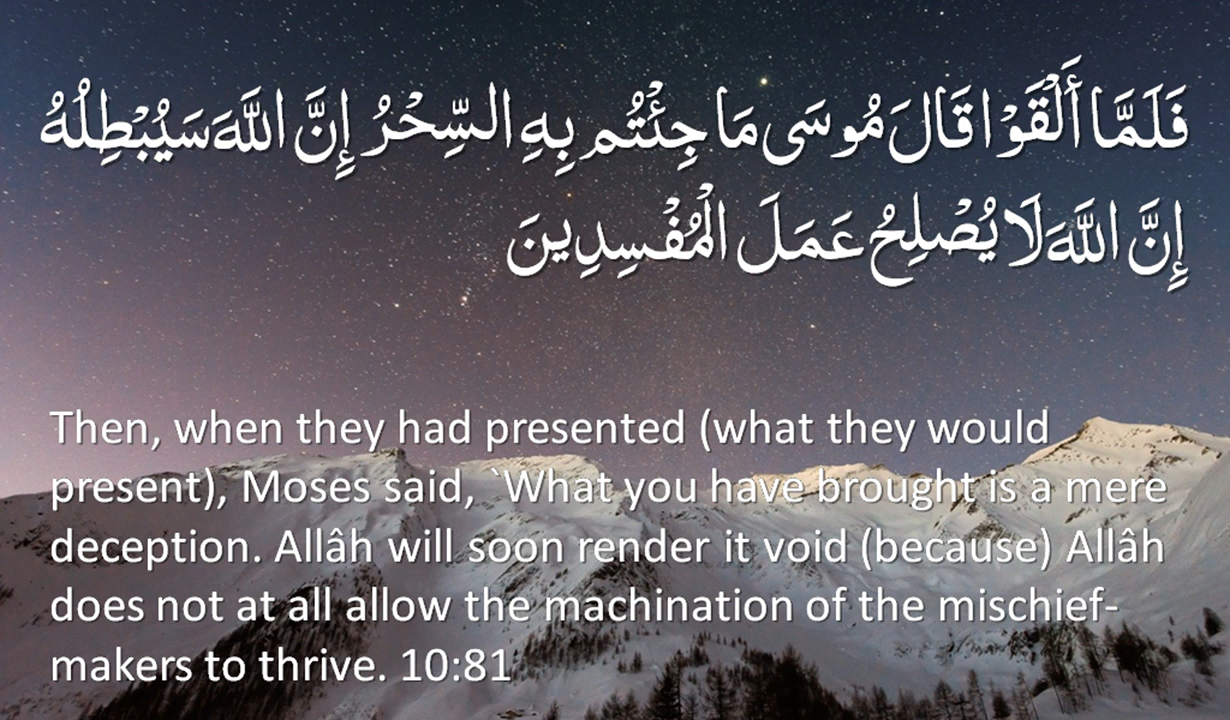 فَلَمَّا أَلْقَوْا قَالَ مُوسَى مَا جِئْتُم بِهِ السِّحْرُ إِنَّ اللَّهَ سَيُبْطِلُهُ
إِنَّ اللَّهَ لَا يُصْلِحُ عَمَلَ الْمُفْسِدِينَ
Then, when they had presented (what they would
present), Moses said, `What you have brought is a mere
deception. Allâh will soon render it void (because) Allâh
does not at all allow the machination of the mischief-
makers to thrive. 10:81